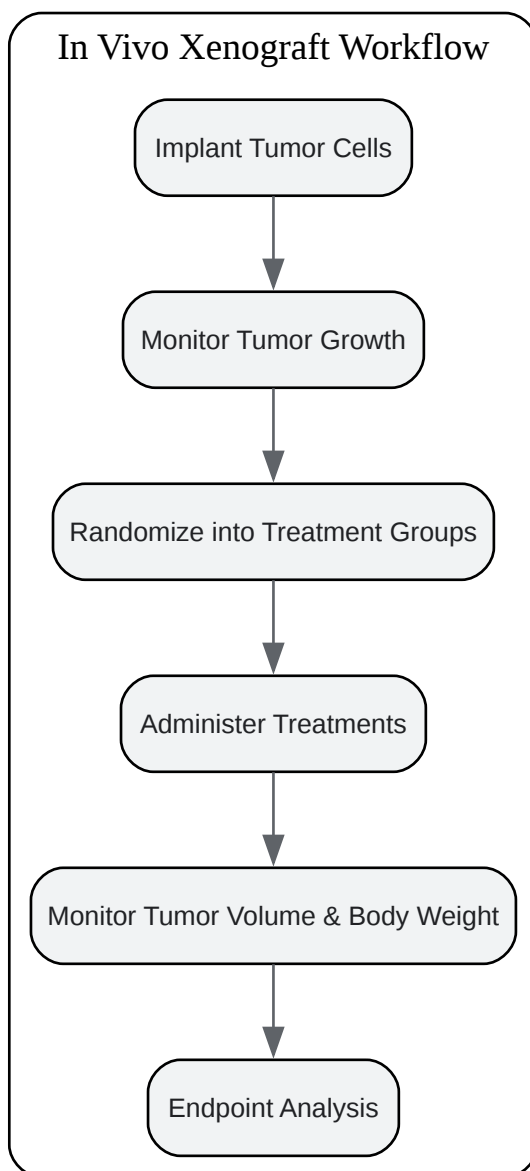 In Vivo Xenograft Workflow
Implant Tumor Cells
Monitor Tumor Growth
Randomize into Treatment Groups
Administer Treatments
Monitor Tumor Volume & Body Weight
Endpoint Analysis